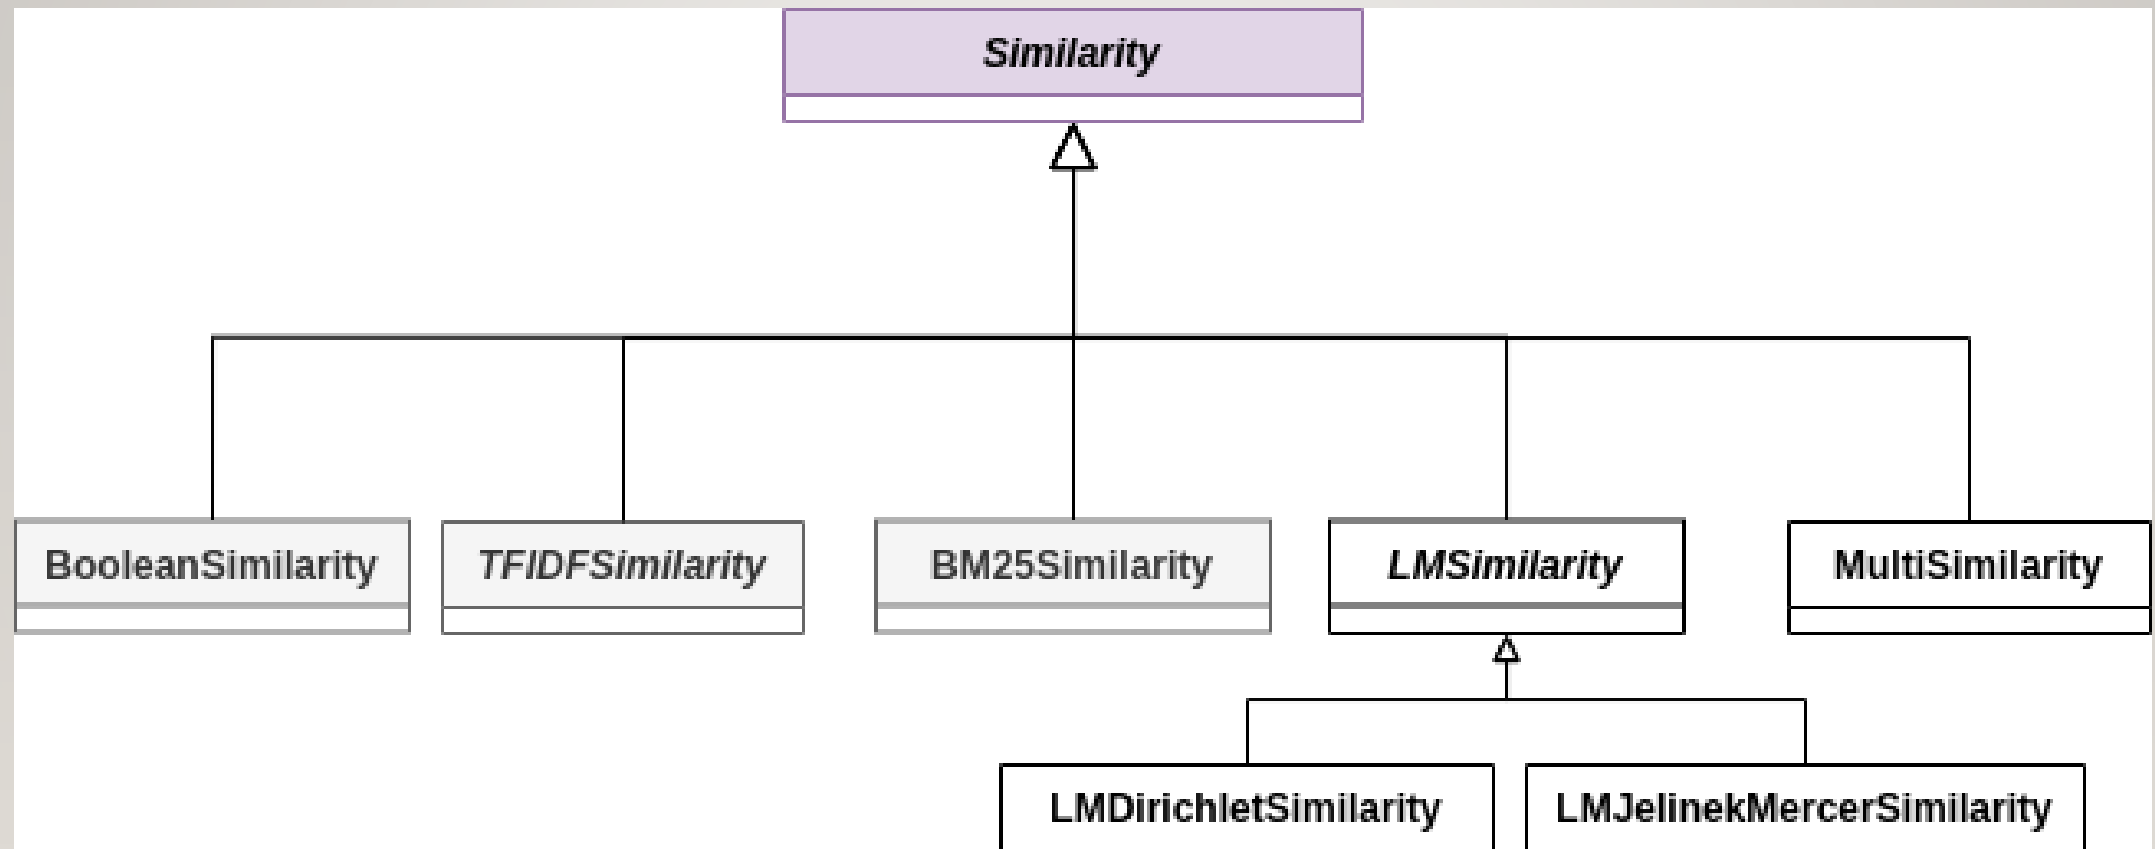 Similarity
BooleanSimilarity
TFIDFSimilarity
BM25Similarity
LMSimilarity
MultiSimilarity
LMDirichletSimilarity
LMJelinekMercerSimilarity